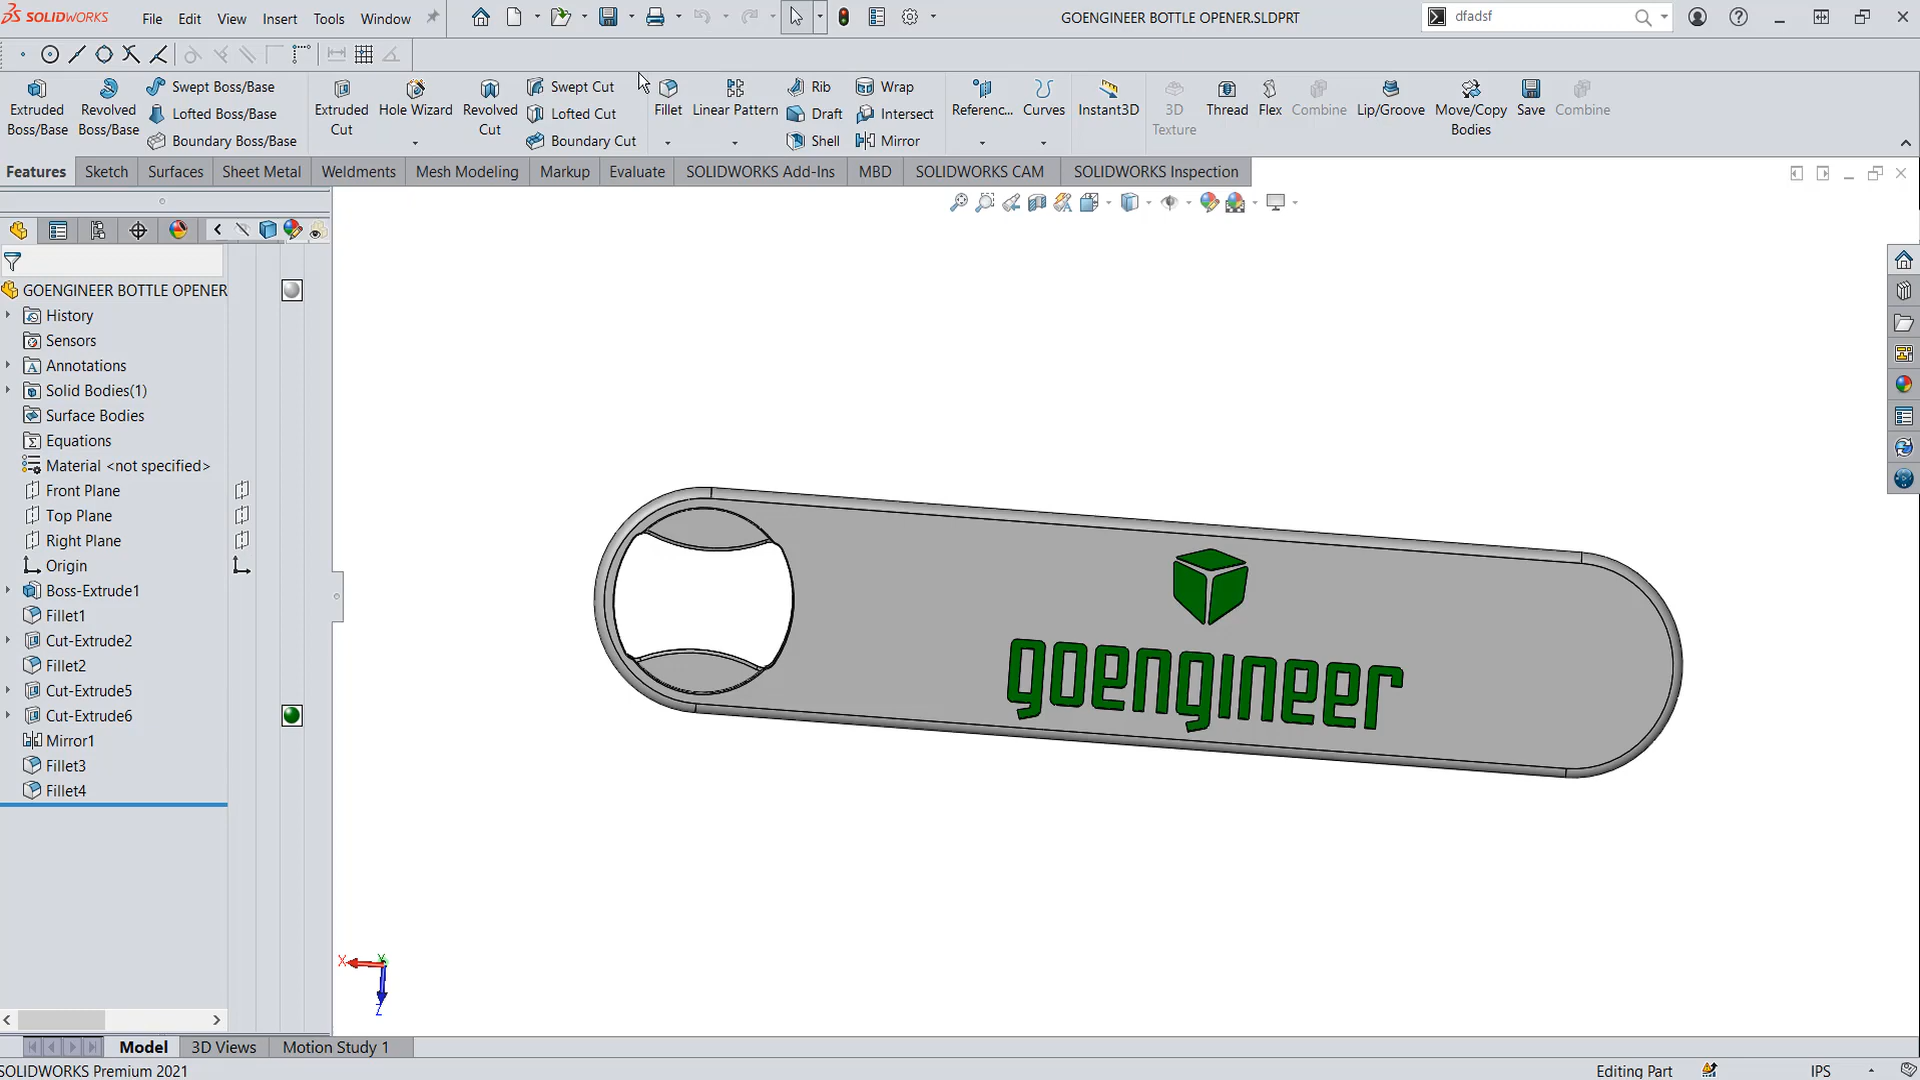 SOLIDWORKS File Edit View Insert Tools Window GOENGINEER BOTTLE OPENER.SLDPRT dfadsf
Extruded Boss/Base
Revolved Boss/Base
Swept Boss/Base
Lofted Boss/Base
Boundary Boss/Base
Extruded Cut
Hole Wizard
Revolved Cut
Swept Cut
Lofted Cut
Boundary Cut
Fillet
Linear Pattern
Rib
Draft
Shell
Wrap
Intersect
Mirror
Referenc...
Curves
Instant3D
3D Texture
Thread
Flex
Combine
Lip/Groove
Move/Copy Bodies
Save
Combine
Features Sketch Surfaces Sheet Metal Weldments Mesh Modeling Markup Evaluate SOLIDWORKS Add-Ins MBD SOLIDWORKS CAM SOLIDWORKS Inspection
GOENGINEER BOTTLE OPENER
History
Sensors
Annotations
Solid Bodies(1)
Surface Bodies
Equations
Material <not specified>
Front Plane
Top Plane
Right Plane
Origin
Boss-Extrude1
Fillet1
Cut-Extrude2
Fillet2
Cut-Extrude5
Cut-Extrude6
Mirror1
Fillet3
Fillet4
goengineer
X
Y
Z
Model 3D Views Motion Study 1
SOLIDWORKS Premium 2021 Editing Part IPS